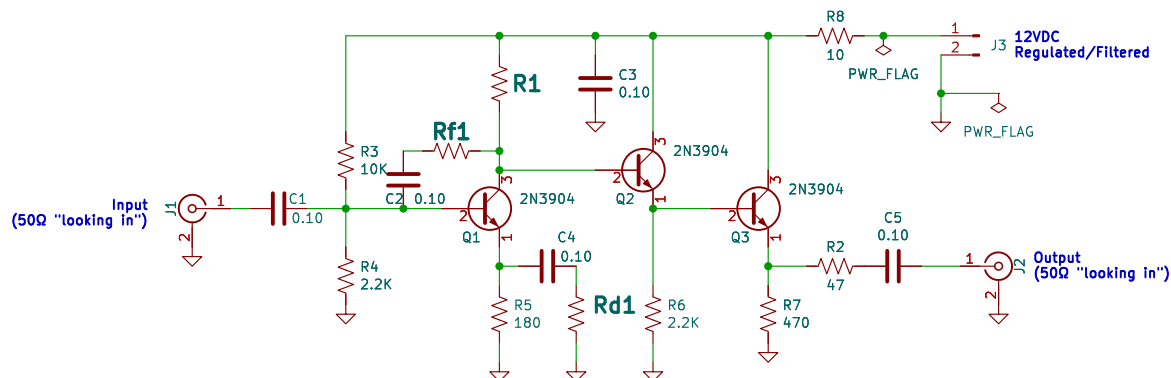 R8
10
PWR_FLAG
1
2
J3
12VDC
Regulated/Filtered
PWR_FLAG
R1
C3
0.10
Rf1
R3
10K
C2
0.10
3
2N3904
2
Q1
1
3
2N3904
2
Q2
1
3
2N3904
2
Q3
1
Input
(50Ω "looking in")
J1
1
2
C1
0.10
R4
2.2K
C4
0.10
R5
180
Rd1
R6
2.2K
R7
470
R2
47
C5
0.10
1
2
J2
Output
(50Ω "looking in")